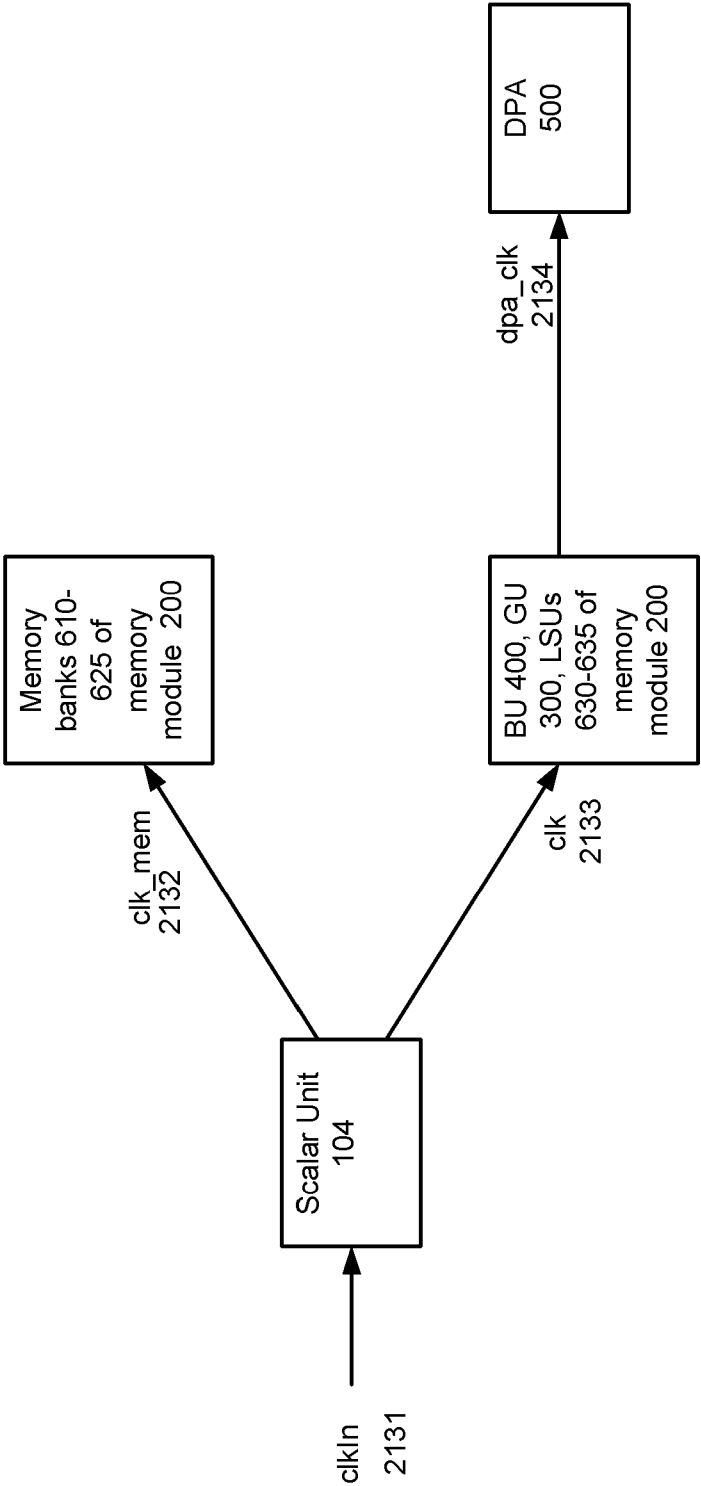 clkIn
2131
Scalar Unit
104
clk_mem
2132
Memory
banks 610-
625 of
memory
module 200
clk
2133
BU 400, GU
300, LSUs
630-635 of
memory
module 200
dpa_clk
2134
DPA
500